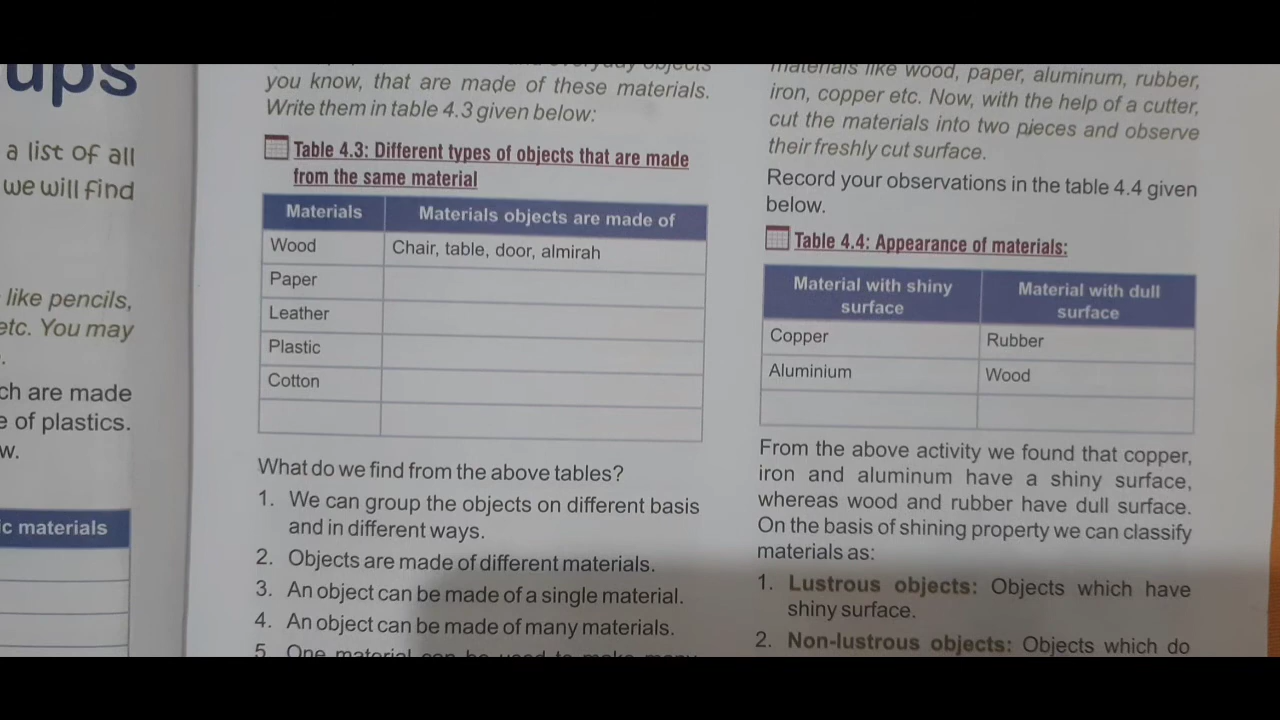 ups
a list of all
we will find
like pencils,
etc. You may
ch are made
e of plastics.
w.
c materials
everyday objects
you know, that are made of these materials.
Write them in table 4.3 given below:
Table 4.3: Different types of objects that are made
from the same material
Materials Materials objects are made of
Wood Chair, table, door, almirah
Paper
Leather
Plastic
Cotton
What do we find from the above tables?
1. We can group the objects on different basis
and in different ways.
2. Objects are made of different materials.
3. An object can be made of a single material.
4. An object can be made of many materials.
5 One material can be used to make many
materials like wood, paper, aluminum, rubber,
iron, copper etc. Now, with the help of a cutter,
cut the materials into two pieces and observe
their freshly cut surface.
Record your observations in the table 4.4 given
below.
Table 4.4: Appearance of materials:
Material with shiny
surface
Material with dull
surface
Copper Rubber
Aluminium Wood
From the above activity we found that copper,
iron and aluminum have a shiny surface,
whereas wood and rubber have dull surface.
On the basis of shining property we can classify
materials as:
1. Lustrous objects: Objects which have
shiny surface.
2. Non-lustrous objects: Objects which do